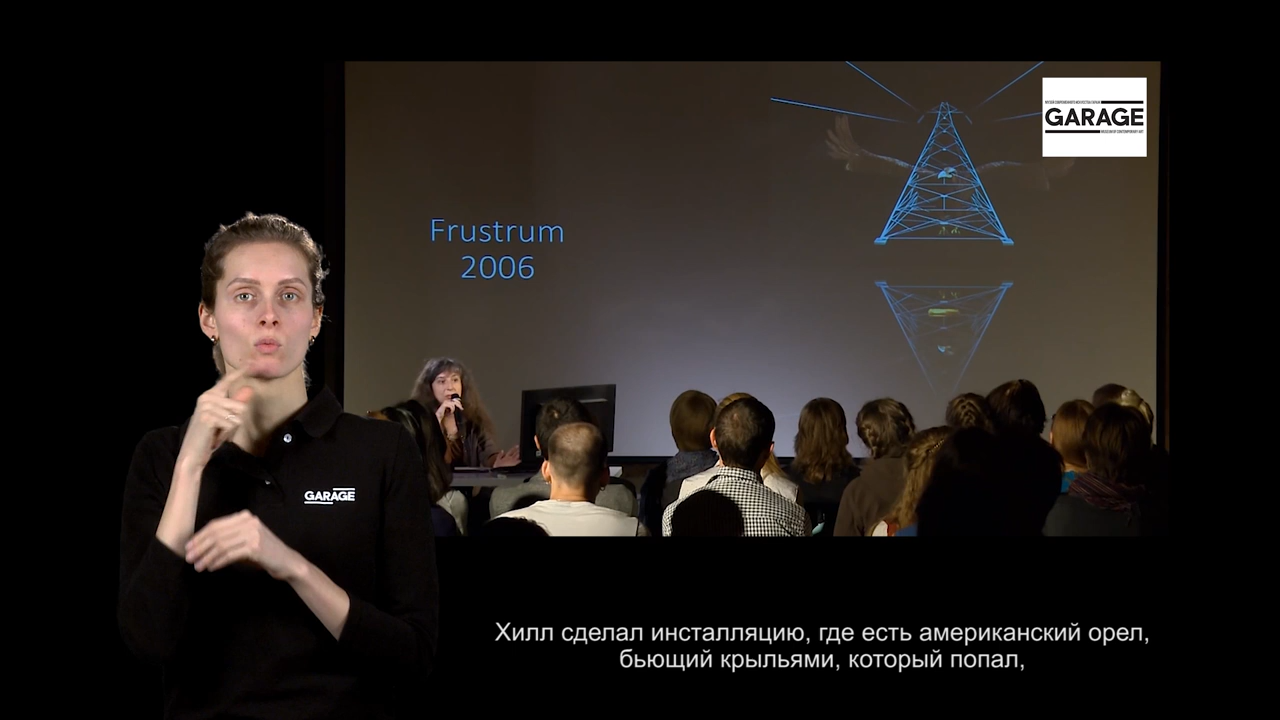 GARAGE
Frustrum
2006
GARAGE
Хилл сделал инсталляцию, где есть американский орел,
бьющий крыльями, который попал,